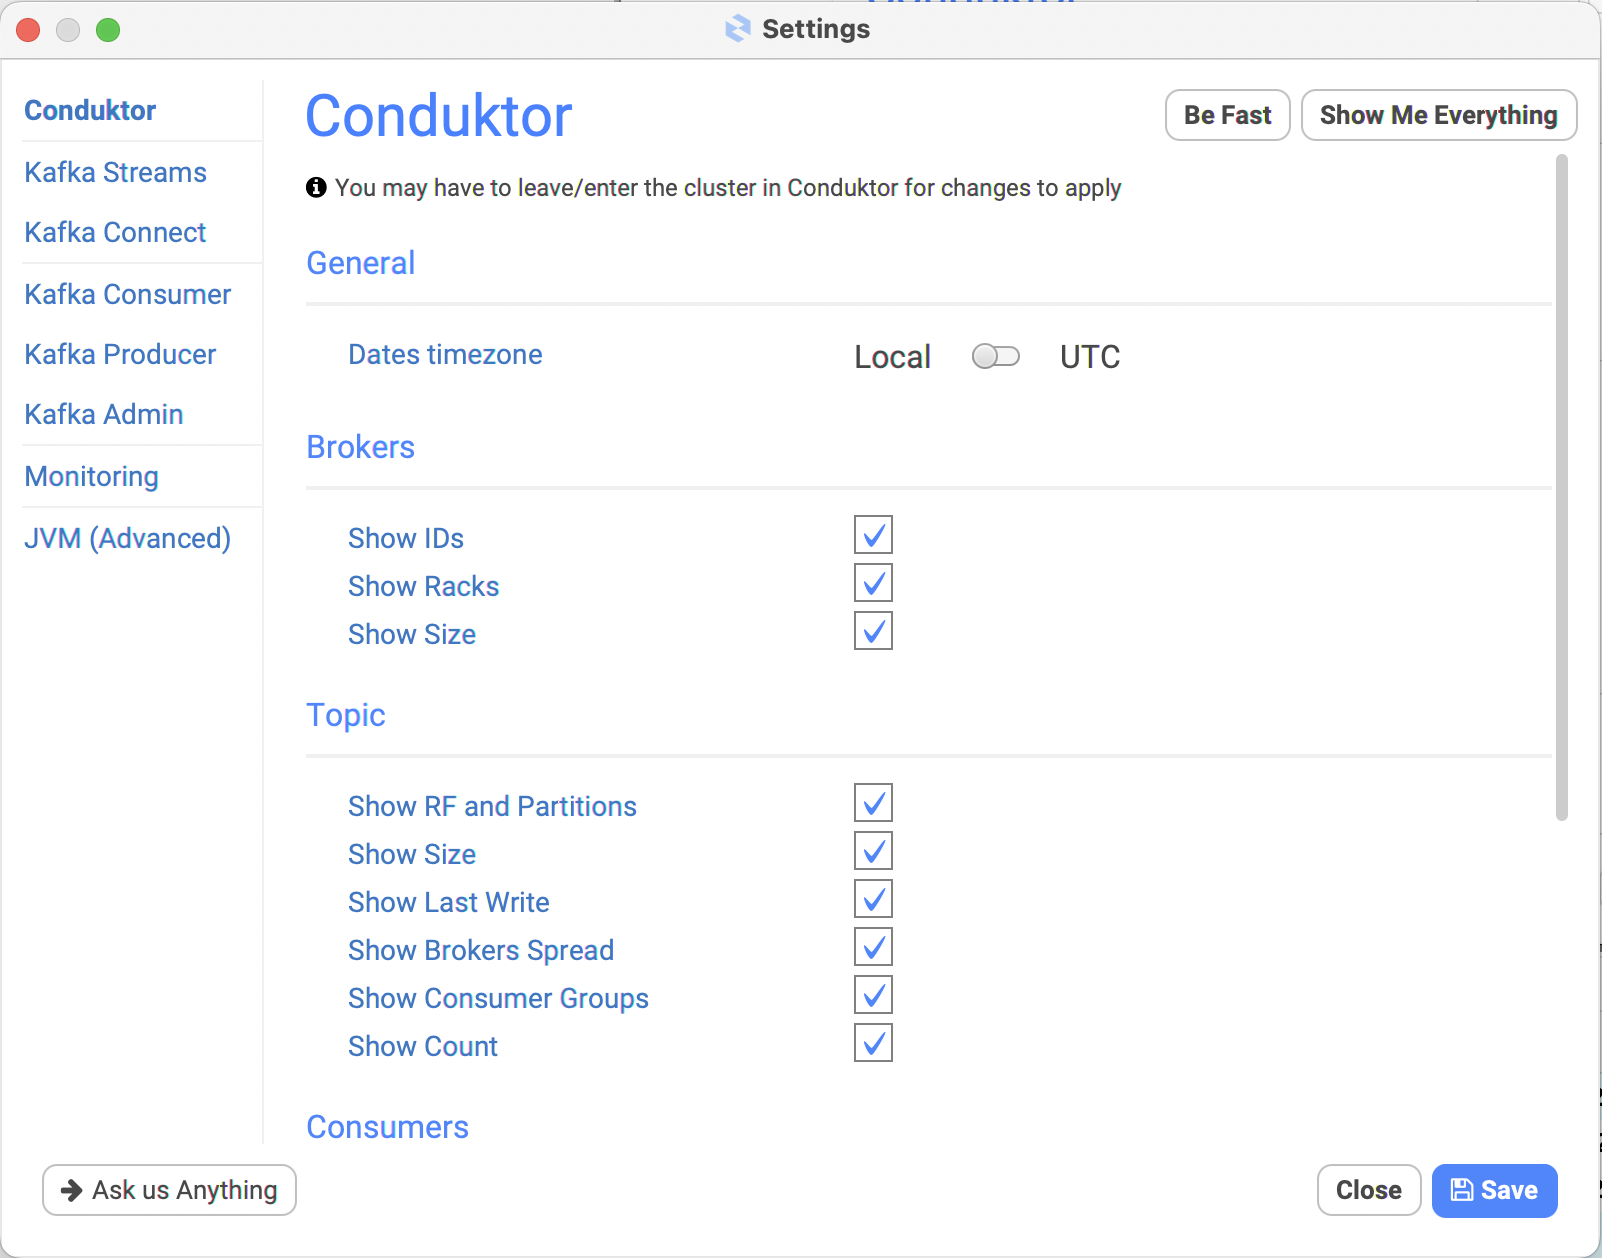 Settings
Conduktor
Kafka Streams
Kafka Connect
Kafka Consumer
Kafka Producer
Kafka Admin
Monitoring
JVM (Advanced)
Conduktor
Be Fast
Show Me Everything
You may have to leave/enter the cluster in Conduktor for changes to apply
General
Dates timezone
Local
UTC
Brokers
Show IDs
Show Racks
Show Size
Topic
Show RF and Partitions
Show Size
Show Last Write
Show Brokers Spread
Show Consumer Groups
Show Count
Consumers
Ask us Anything
Close
Save